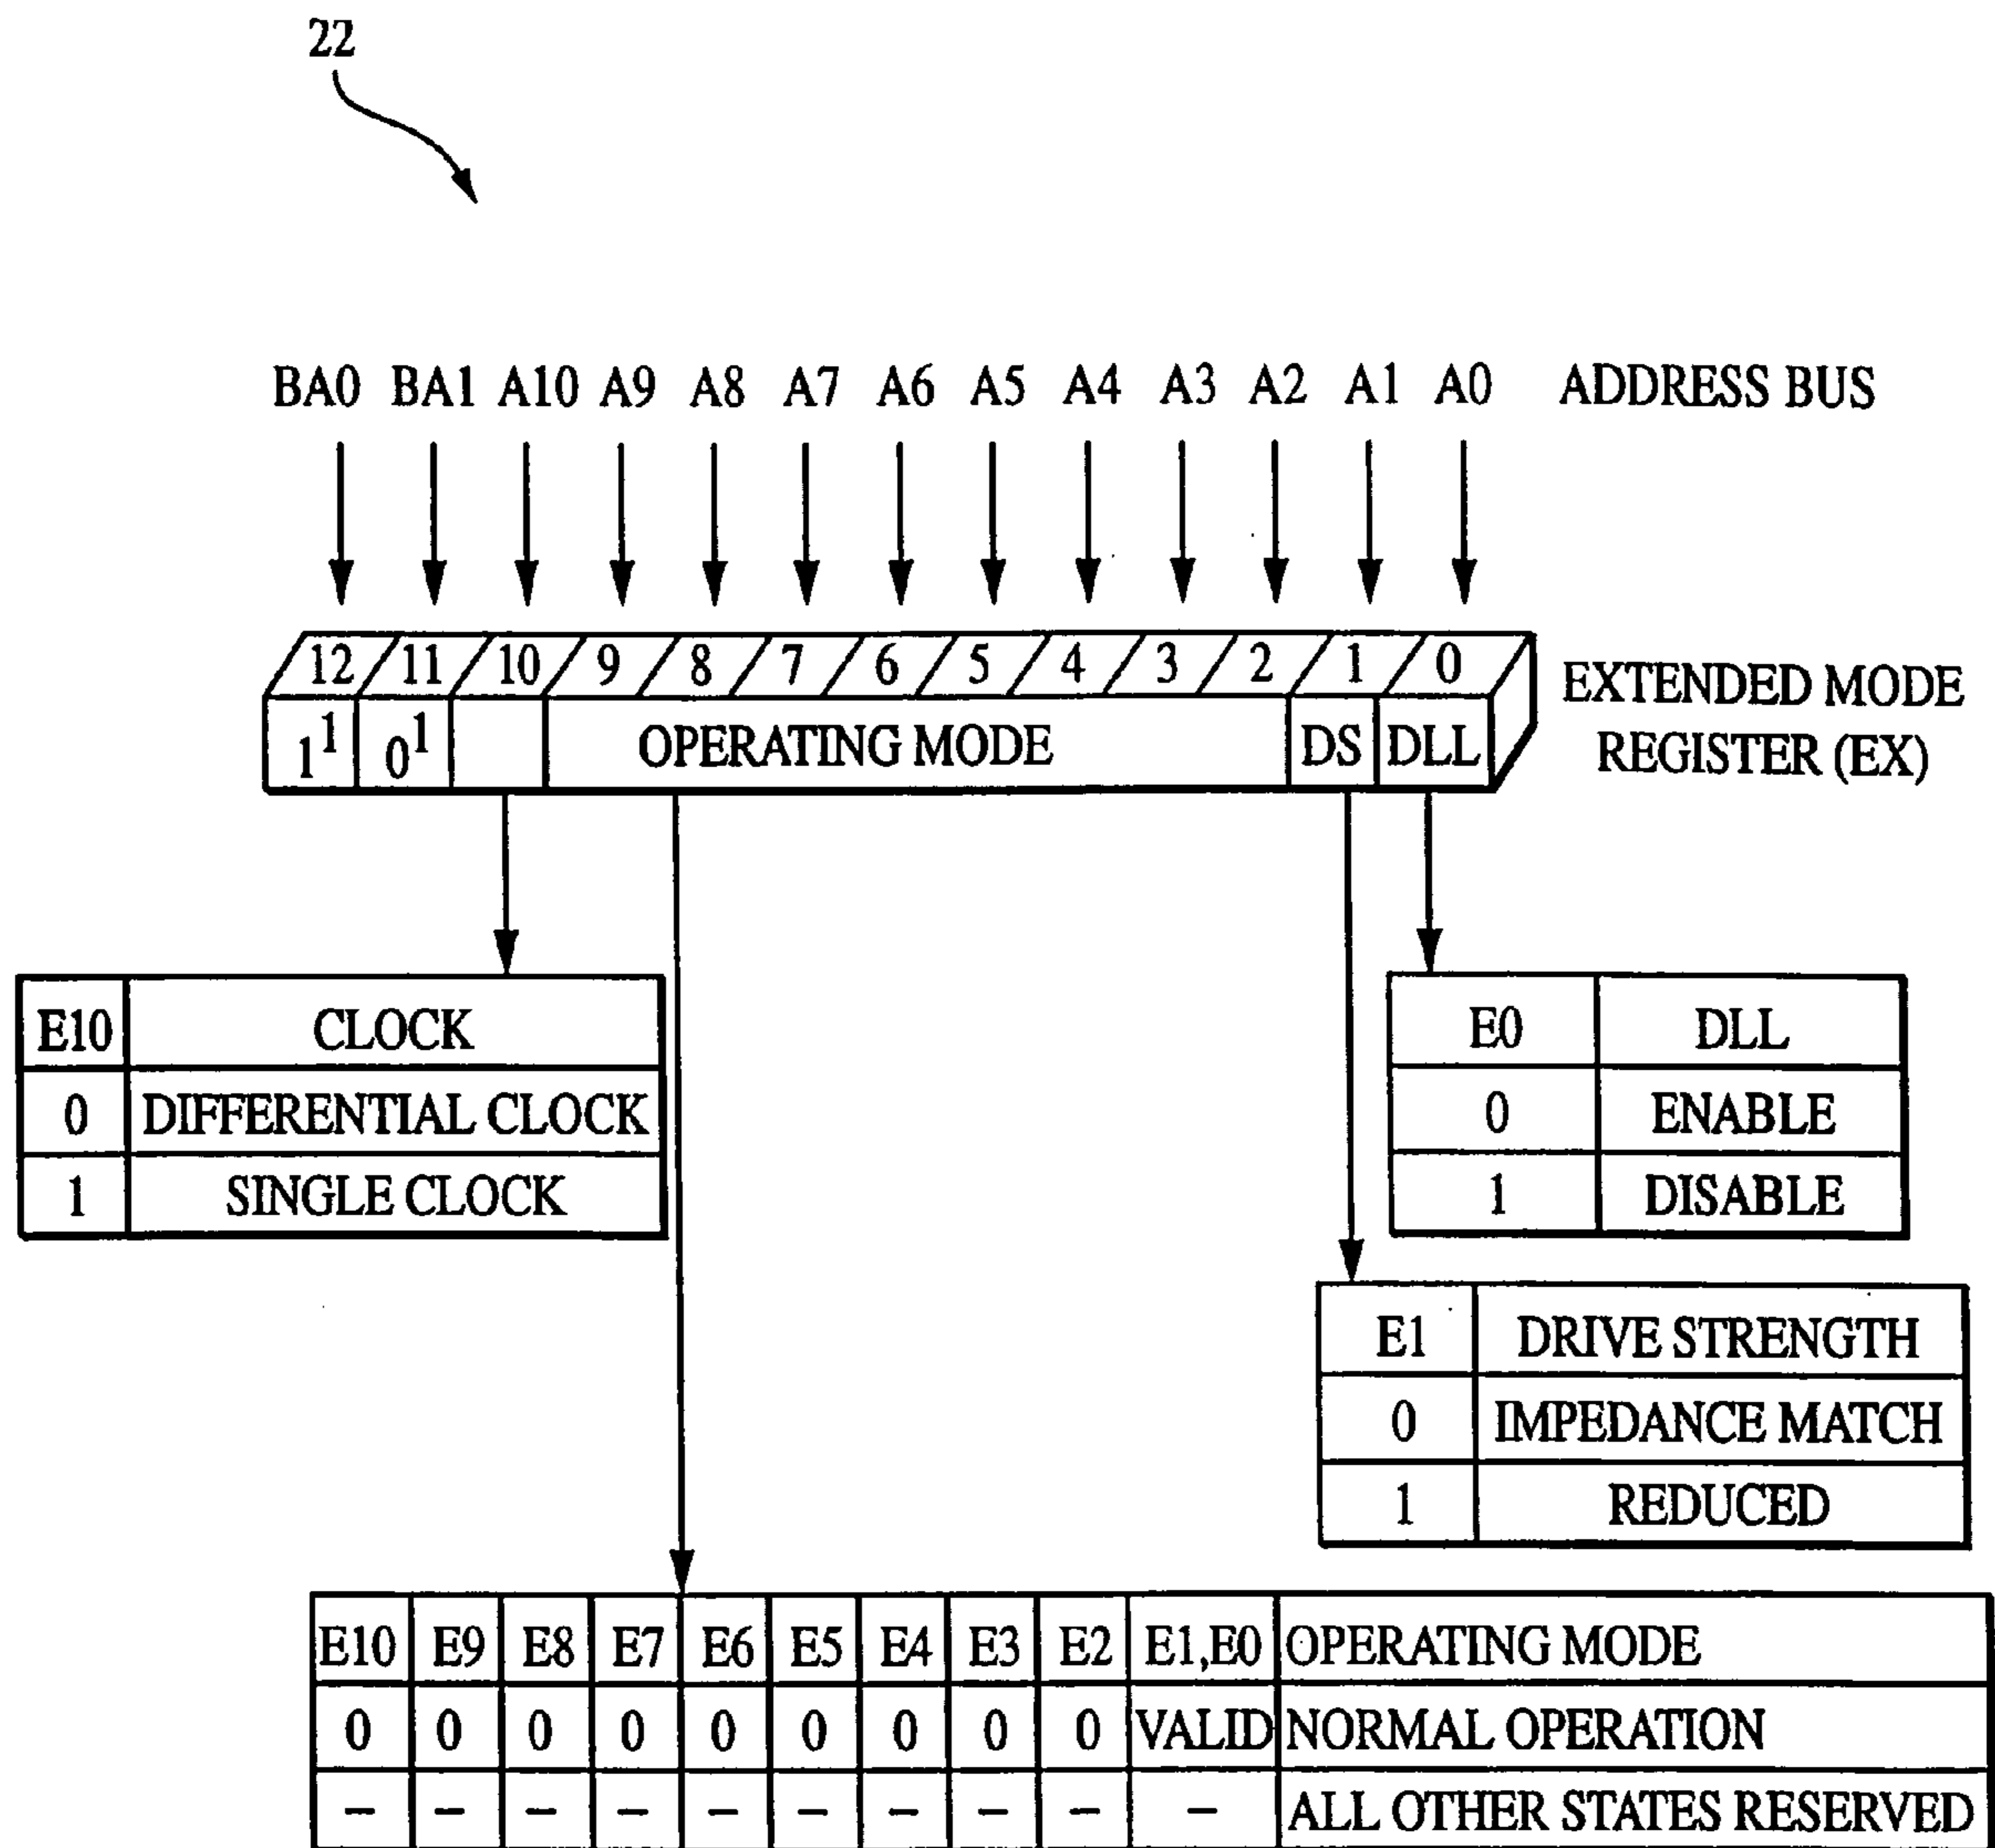 22
BA0 BA1 A10 A9 A8 A7 A6 A5 A4 A3 A2 A1 A0 ADDRESS BUS
12 11 10 9 8 7 6 5 4 3 2 1 0
1¹ 0¹ OPERATING MODE DS DLL
EXTENDED MODE
REGISTER (EX)
E10 CLOCK
0 DIFFERENTIAL CLOCK
1 SINGLE CLOCK
E0 DLL
0 ENABLE
1 DISABLE
E1 DRIVE STRENGTH
0 IMPEDANCE MATCH
1 REDUCED
E10 E9 E8 E7 E6 E5 E4 E3 E2 E1,E0 OPERATING MODE
0 0 0 0 0 0 0 0 0 VALID NORMAL OPERATION
– – – – – – – – – – ALL OTHER STATES RESERVED